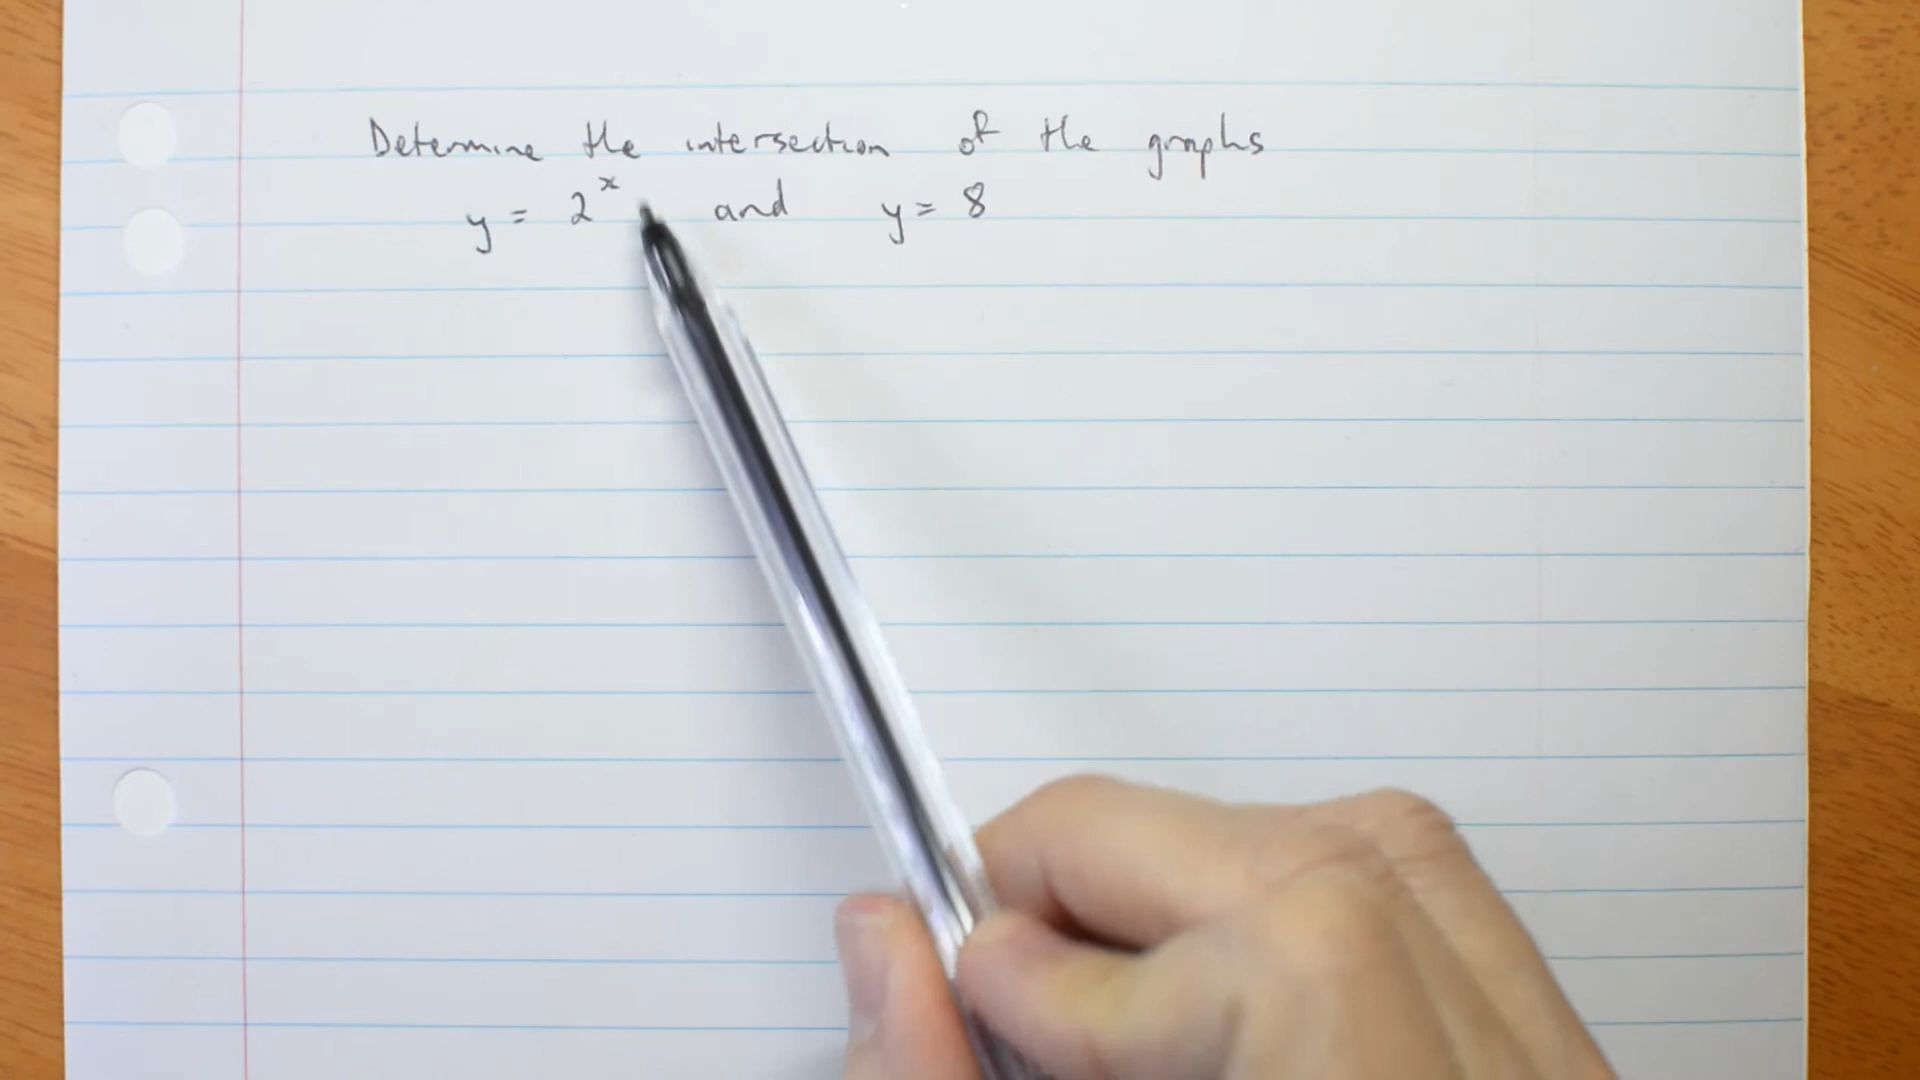 Determine the intersection of the graphs
y = 2^x and y = 8